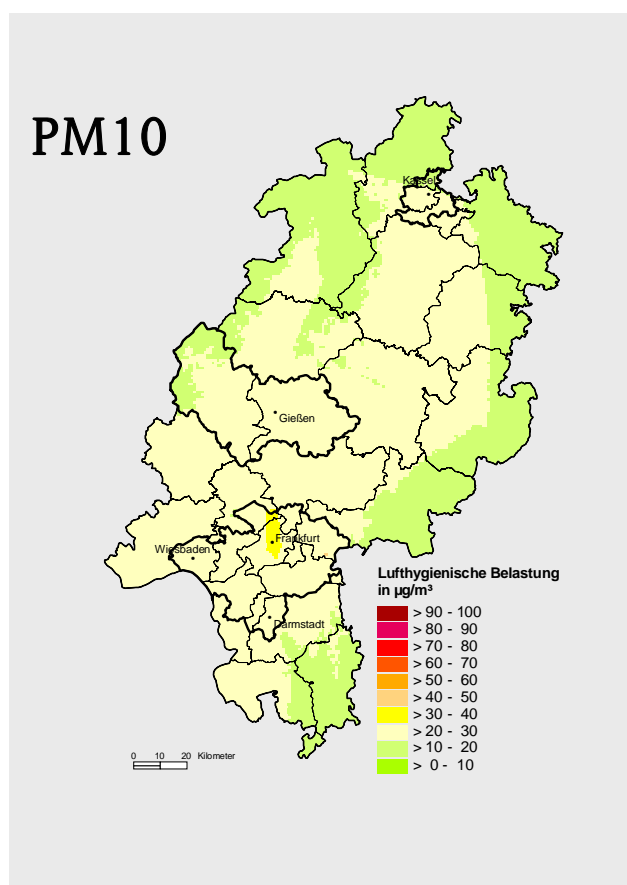 PM10
Kassel
Gießen
Frankfurt
Wiesbaden
Darmstadt
Lufthygienische Belastung
in µg/m³
> 90 - 100
> 80 - 90
> 70 - 80
> 60 - 70
> 50 - 60
> 40 - 50
> 30 - 40
> 20 - 30
> 10 - 20
> 0 - 10
0 10 20 Kilometer